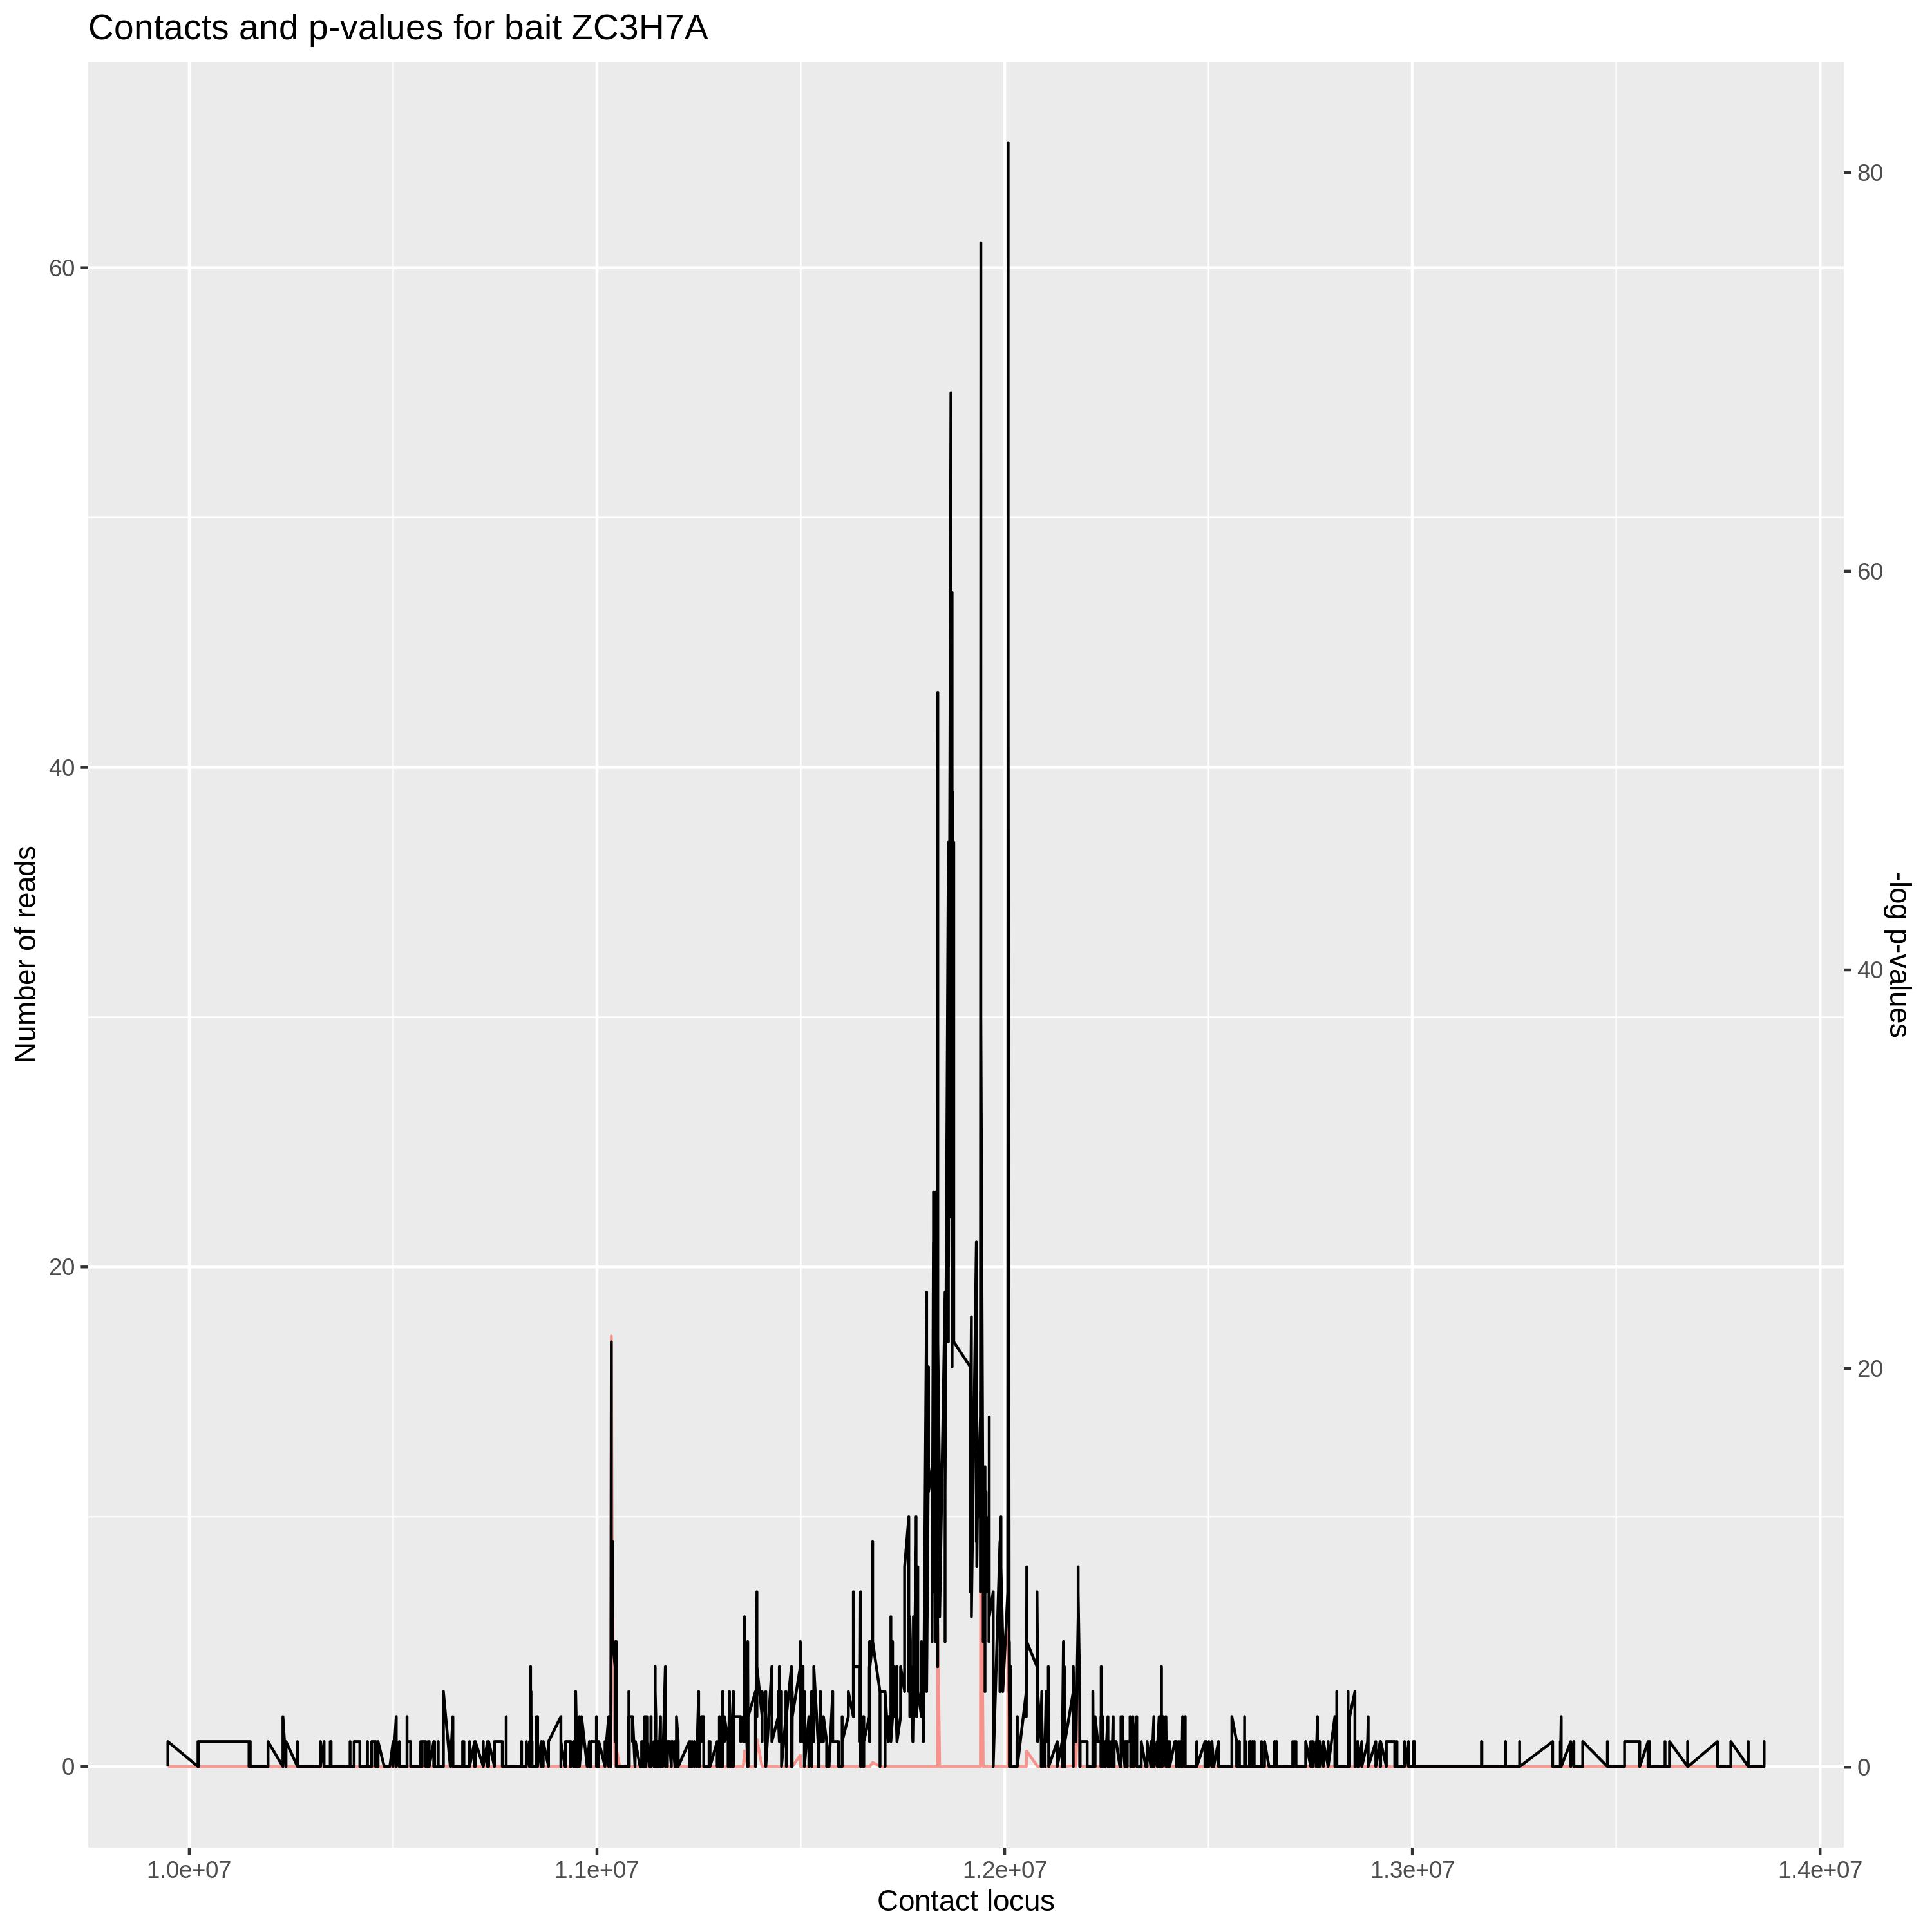 Contacts and p-values for bait ZC3H7A
Number of reads
60
40
20
0
80
60
40
20
0
-log p-values
1.0e+07 1.1e+07 1.2e+07 1.3e+07 1.4e+07
Contact locus